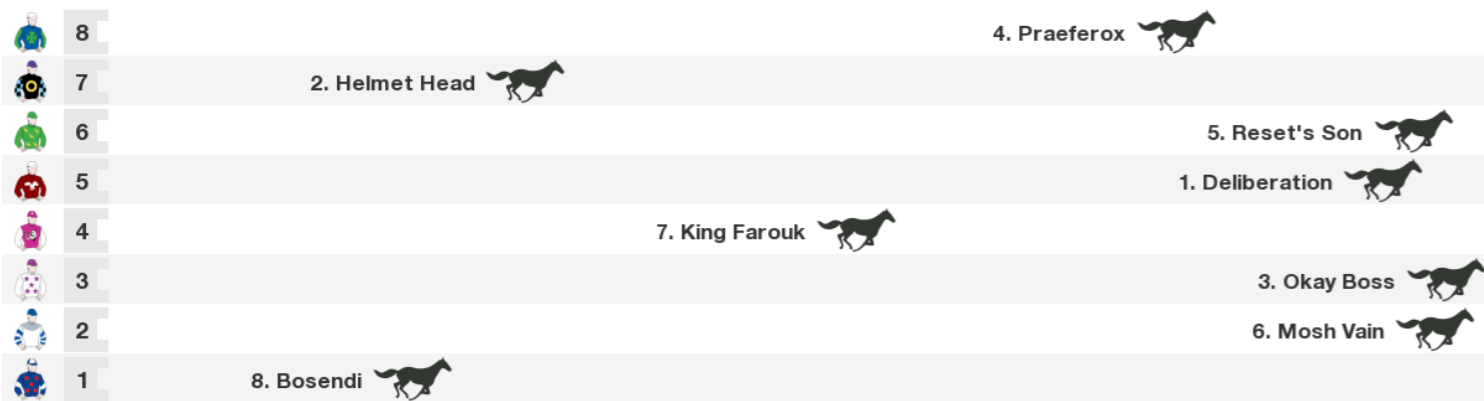 8 4. Praeferox
7 2. Helmet Head
6 5. Reset's Son
5 1. Deliberation
4 7. King Farouk
3 3. Okay Boss
2 6. Mosh Vain
1 8. Bosendi